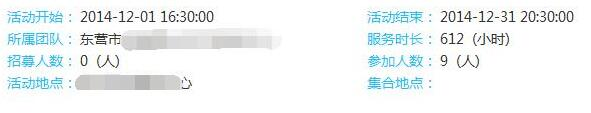 活动开始： 2014-12-01 16:30:00 活动结束： 2014-12-31 20:30:00
所属团队： 东营市 服务时长： 612（小时)
招募人数： 0（人) 参加人数： 9（人)
活动地点： 心 集合地点：